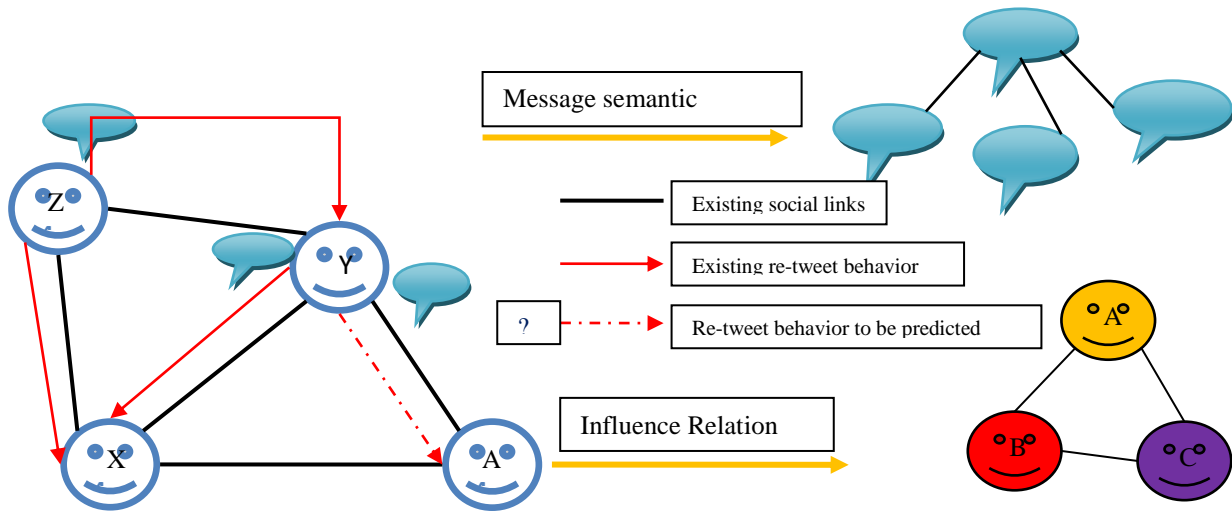 Message semantic
Z
Existing social links
Y
Existing re-tweet behavior
?
Re-tweet behavior to be predicted
A
Influence Relation
B
X
A
C